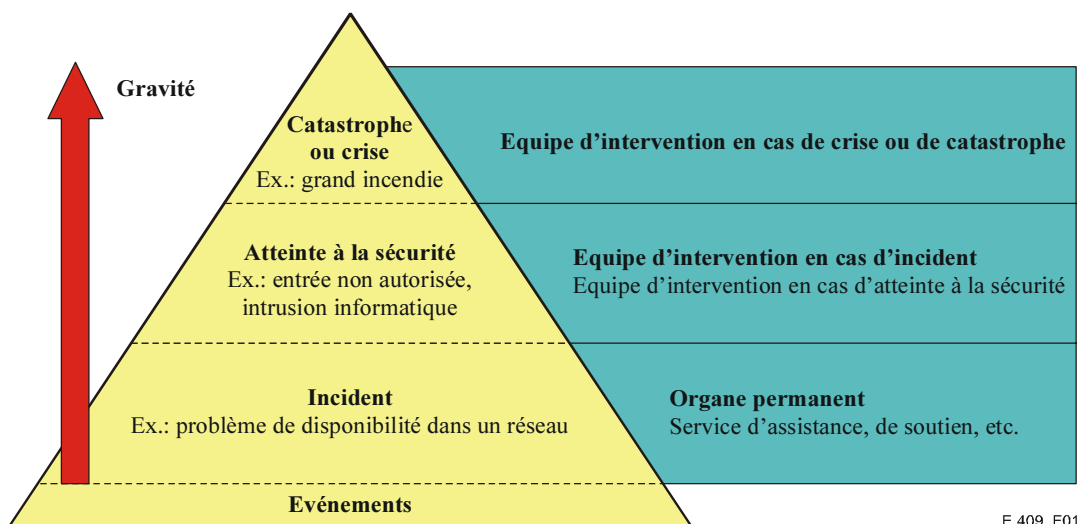 Gravité
Catastrophe
ou crise
Ex.: grand incendie
Equipe d'intervention en cas de crise ou de catastrophe
Atteinte à la sécurité
Ex.: entrée non autorisée,
intrusion informatique
Equipe d'intervention en cas d'incident
Equipe d'intervention en cas d'atteinte à la sécurité
Incident
Ex.: problème de disponibilité dans un réseau
Organe permanent
Service d'assistance, de soutien, etc.
Evénements
E.409_F01